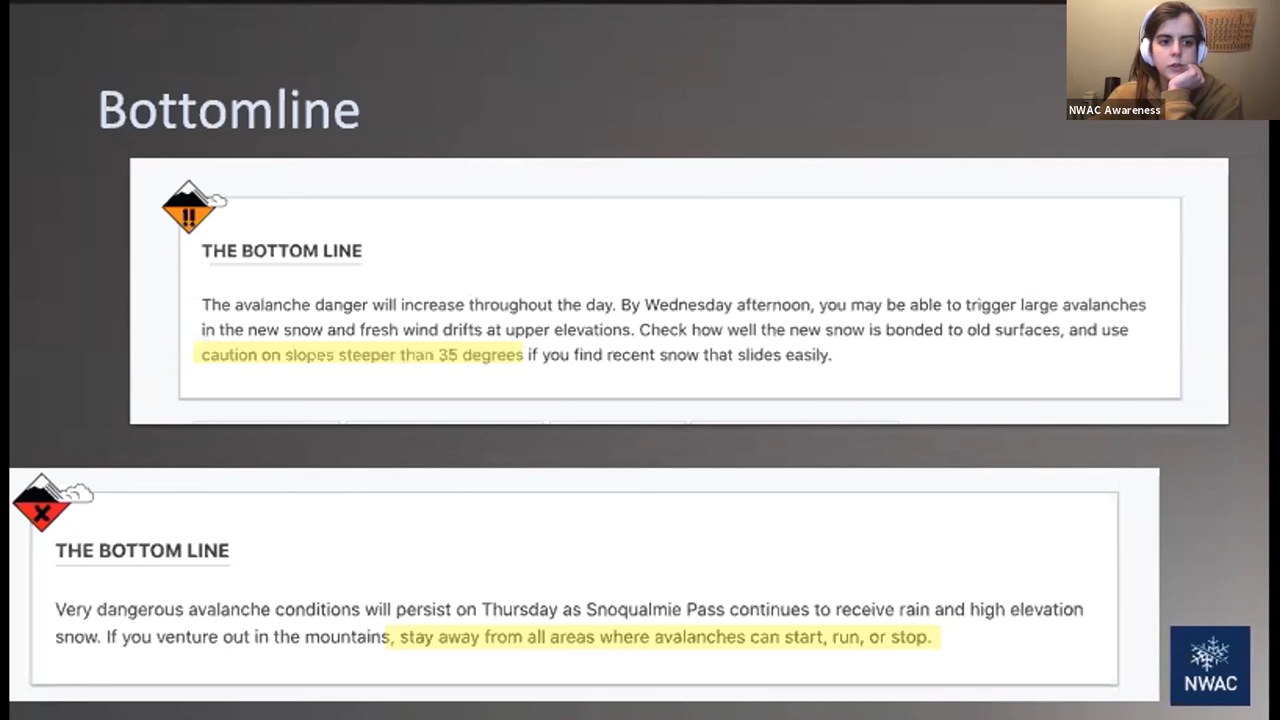 NWAC Awareness
Bottomline
!!
THE BOTTOM LINE
The avalanche danger will increase throughout the day. By Wednesday afternoon, you may be able to trigger large avalanches
in the new snow and fresh wind drifts at upper elevations. Check how well the new snow is bonded to old surfaces, and use
caution on slopes steeper than 35 degrees if you find recent snow that slides easily.
X
THE BOTTOM LINE
Very dangerous avalanche conditions will persist on Thursday as Snoqualmie Pass continues to receive rain and high elevation
snow. If you venture out in the mountains, stay away from all areas where avalanches can start, run, or stop.
NWAC